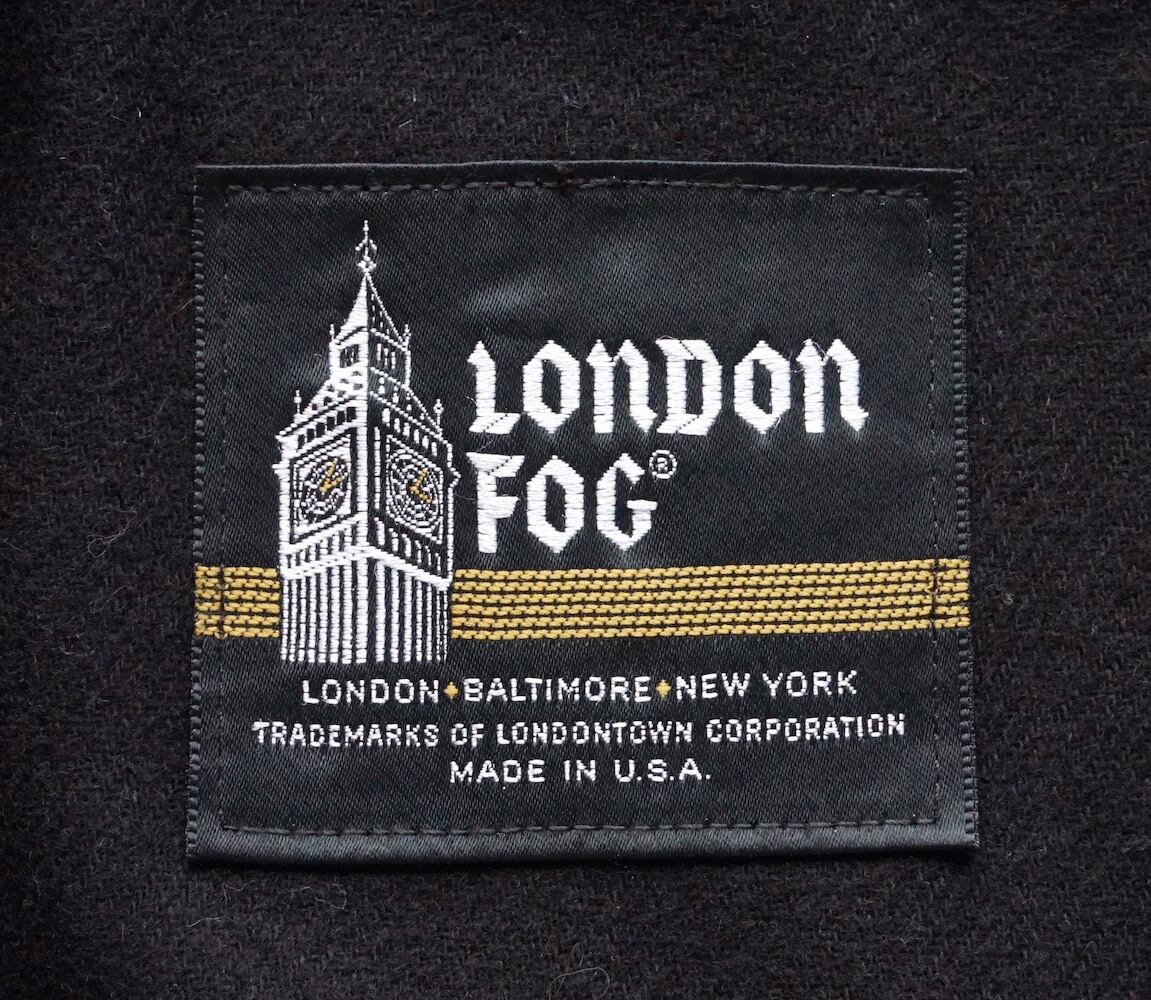 LONDON
FOG®
LONDON♦BALTIMORE♦NEW YORK
TRADEMARKS OF LONDONTOWN CORPORATION
MADE IN U.S.A.